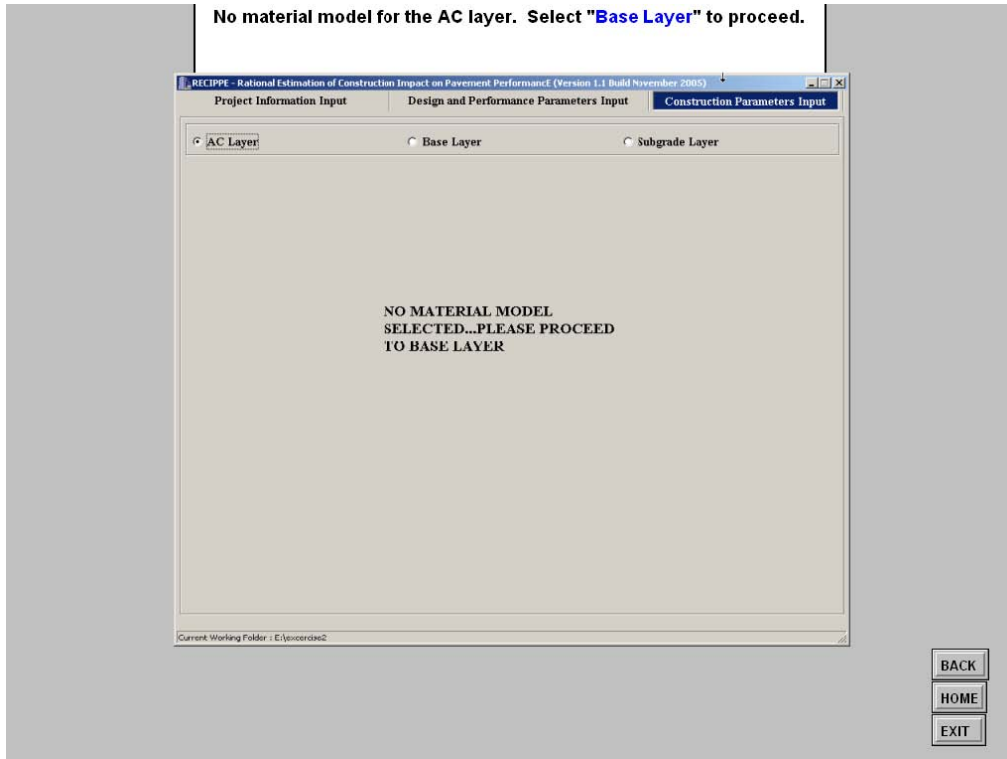 No material model for the AC layer.  Select "Base Layer" to proceed.
RECIPPE - Rational Estimation of Construction Impact on Pavement PerformancE (Version 1.1 Build November 2005)
Project Information Input
Design and Performance Parameters Input
Construction Parameters Input
AC Layer
Base Layer
Subgrade Layer
NO MATERIAL MODEL
SELECTED...PLEASE PROCEED
TO BASE LAYER
Current Working Folder : E:\excercise2
BACK
HOME
EXIT